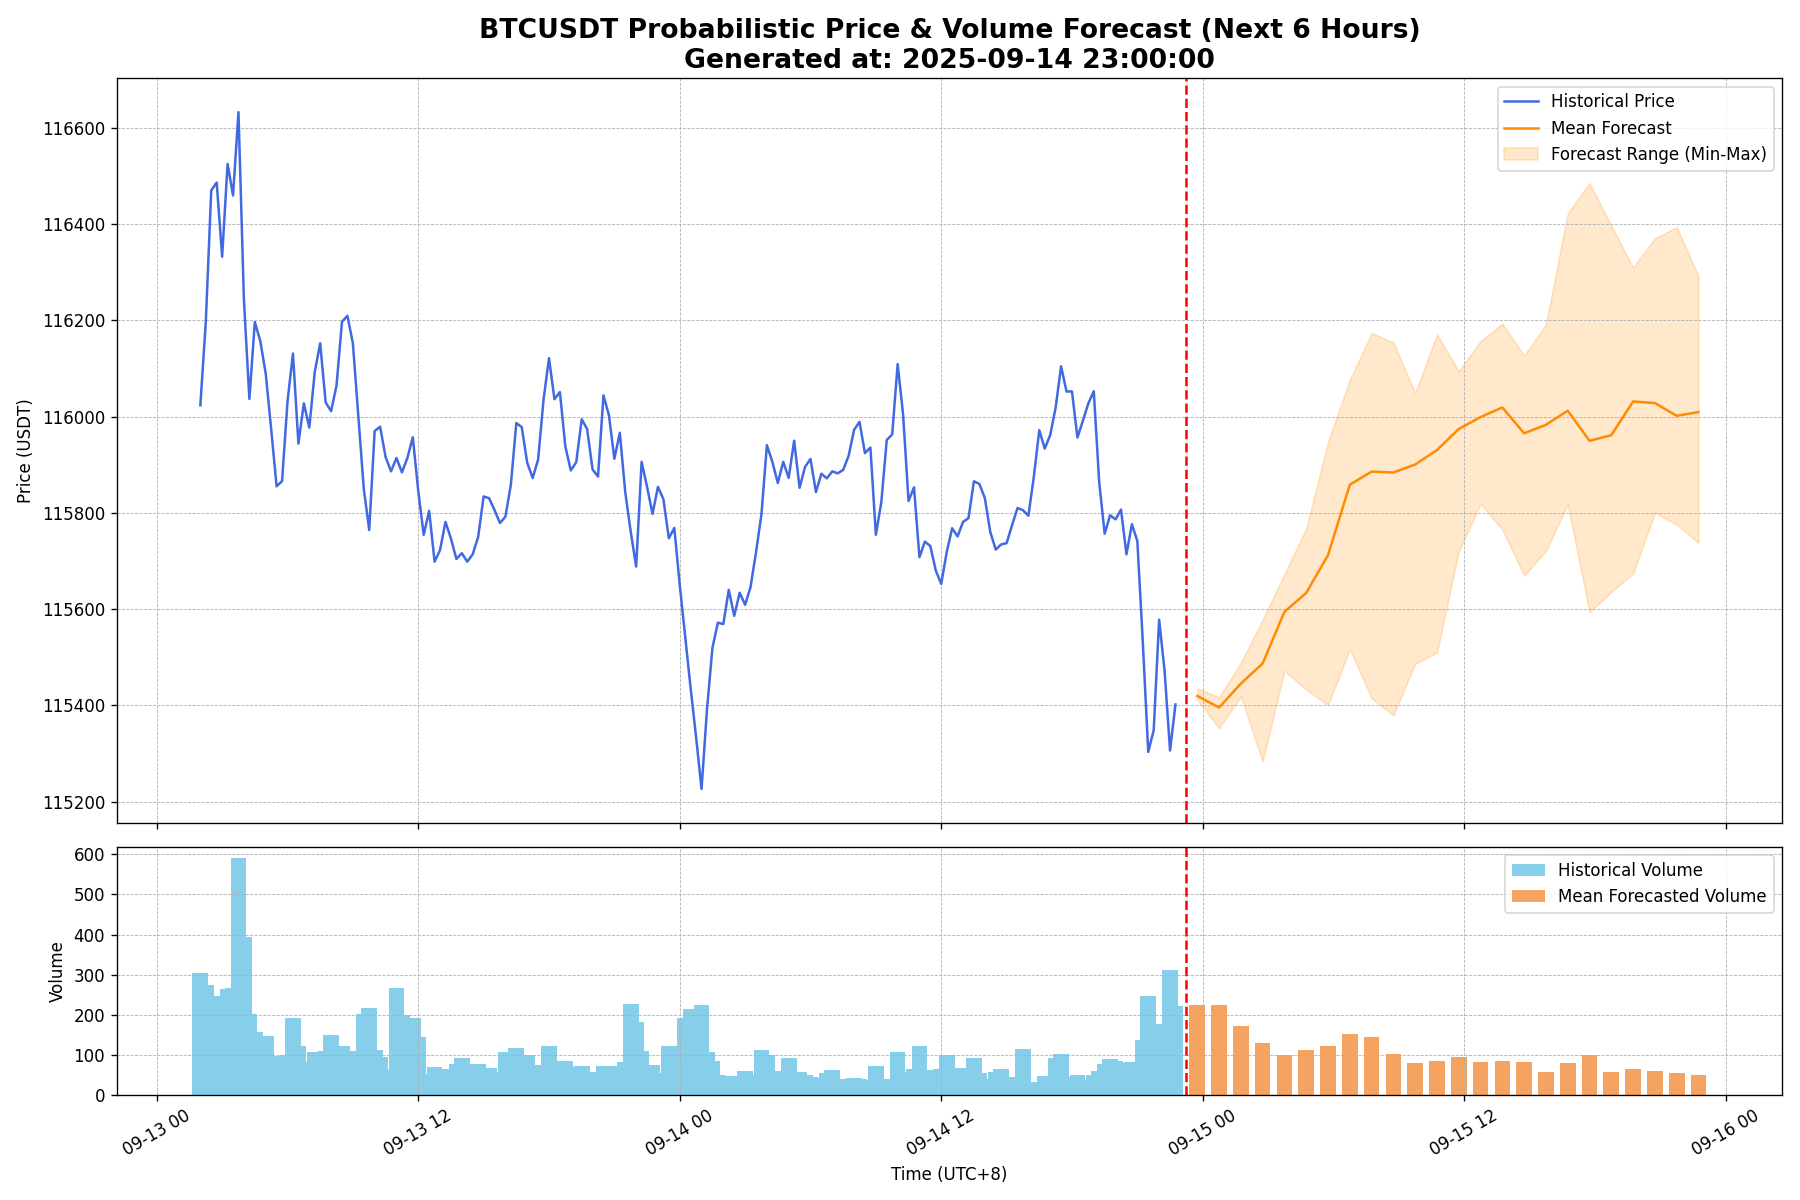 BTCUSDT Probabilistic Price & Volume Forecast (Next 6 Hours)
Generated at: 2025-09-14 23:00:00
Price (USDT)
116600
116400
116200
116000
115800
115600
115400
115200
Historical Price
Mean Forecast
Forecast Range (Min-Max)
Volume
600
500
400
300
200
100
0
Historical Volume
Mean Forecasted Volume
09-13 00
09-13 12
09-14 00
09-14 12
09-15 00
09-15 12
09-16 00
Time (UTC+8)